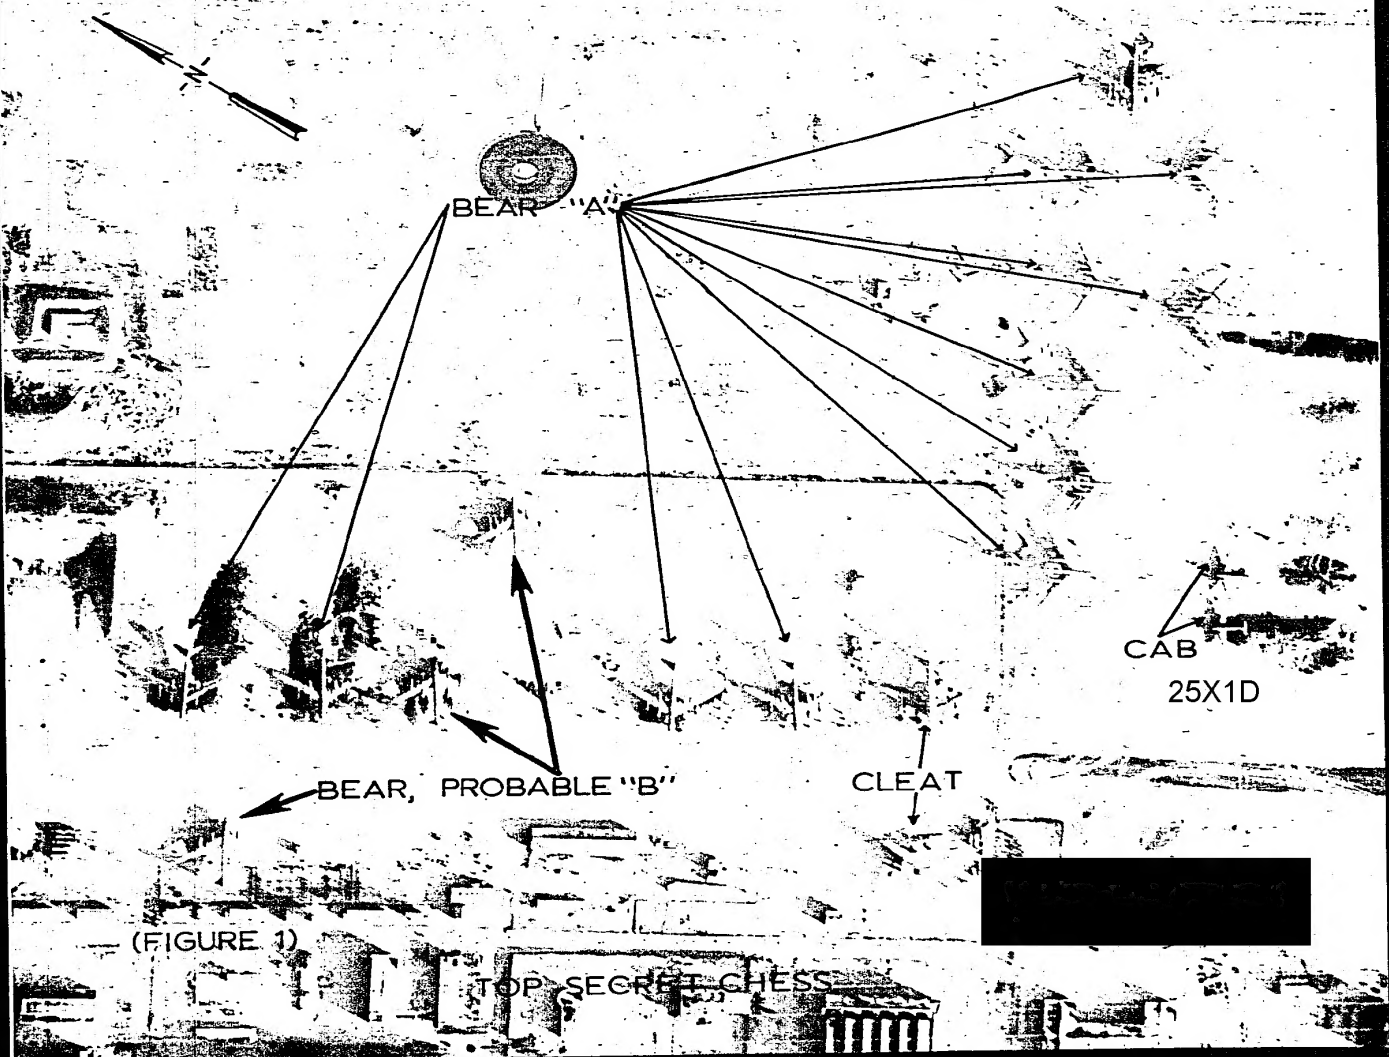 N
BEAR "A"
CAB
25X1D
BEAR, PROBABLE "B"
CLEAT
(FIGURE 1)
TOP SECRET CHESS